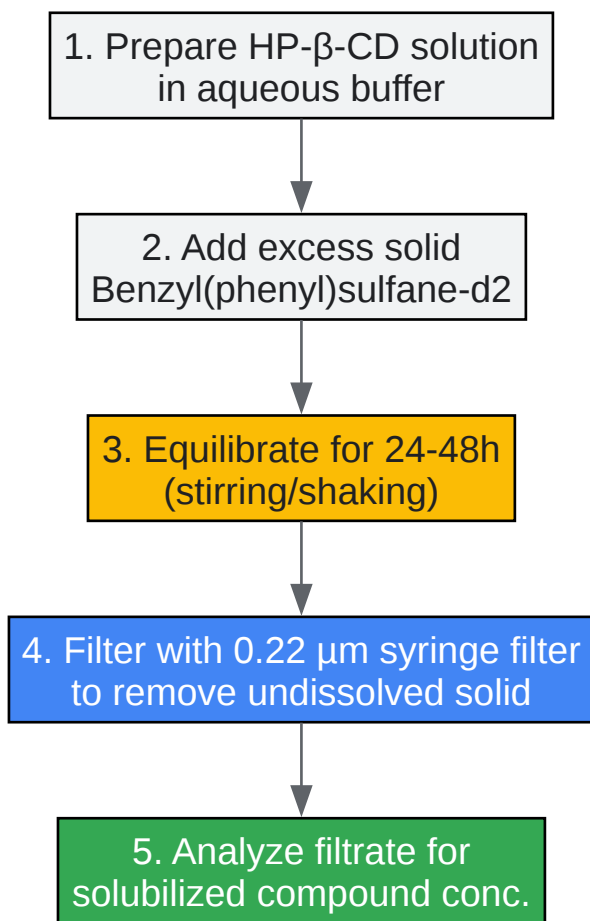 1. Prepare HP-β-CD solution
in aqueous buffer
2. Add excess solid
Benzyl(phenyl)sulfane-d2
3. Equilibrate for 24-48h
(stirring/shaking)
4. Filter with 0.22 µm syringe filter
to remove undissolved solid
5. Analyze filtrate for
solubilized compound conc.